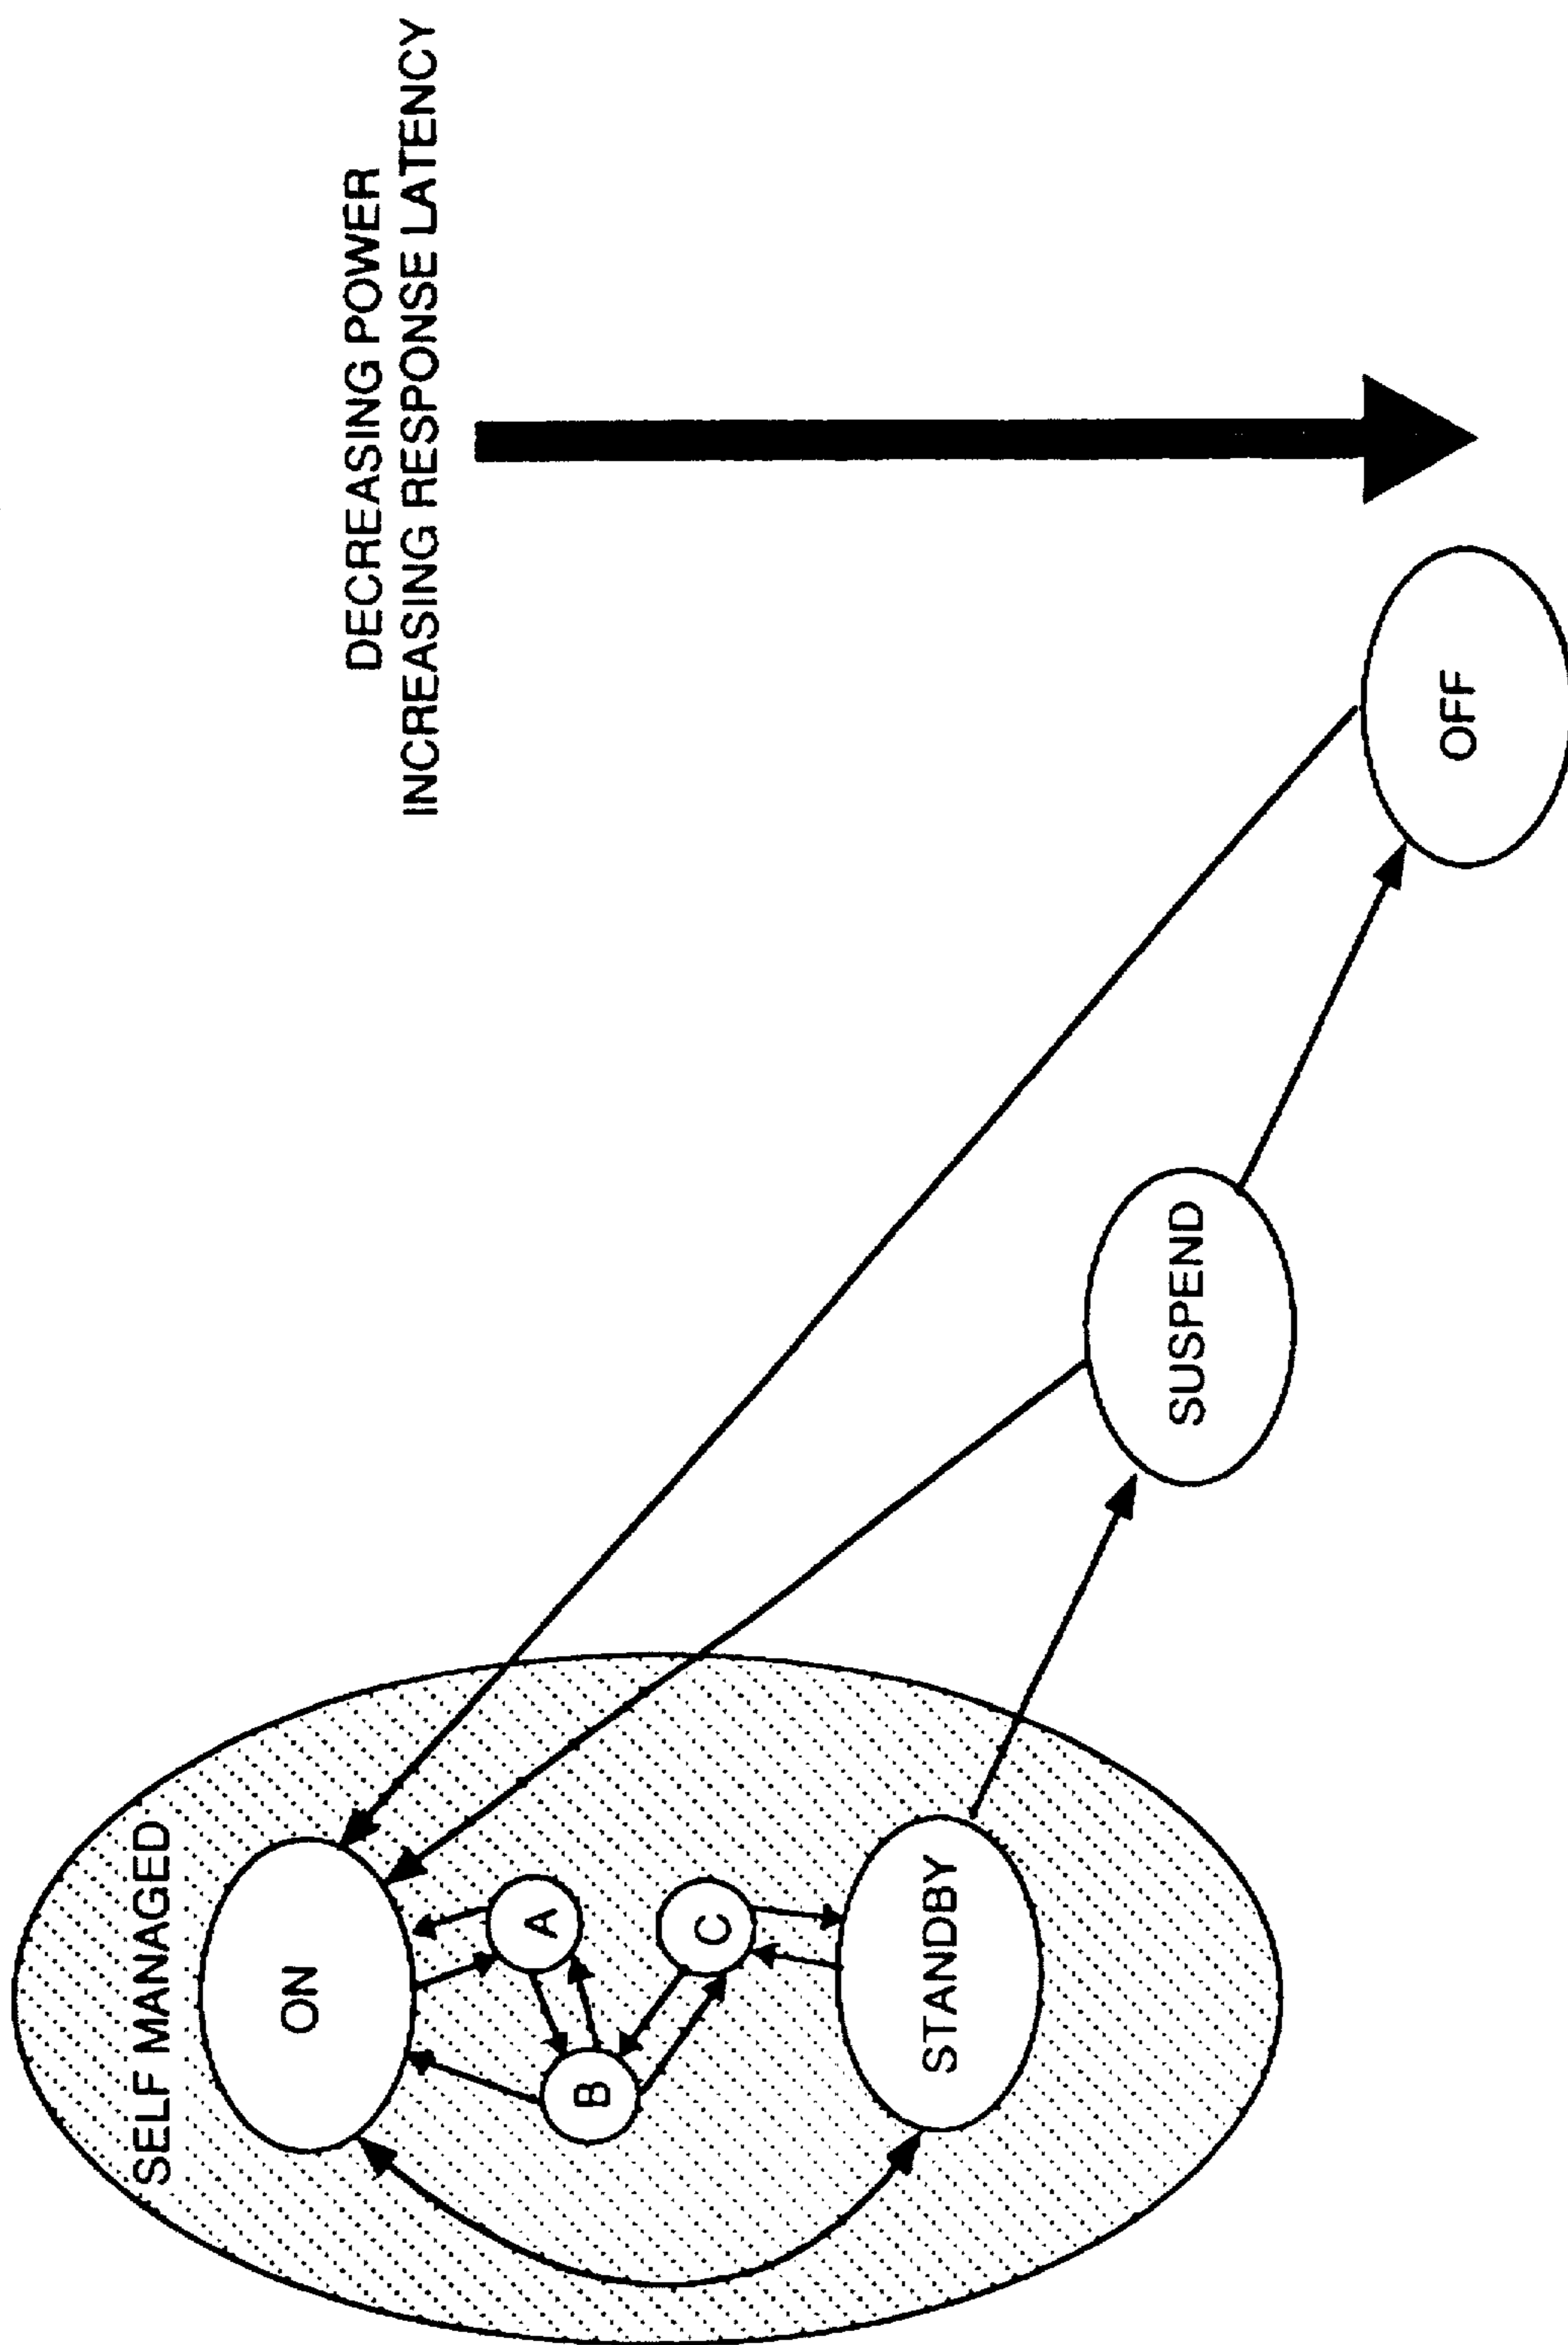 DECREASING POWER
INCREASING RESPONSE LATENCY
SELF MANAGED
ON
A
B
C
STANDBY
SUSPEND
OFF